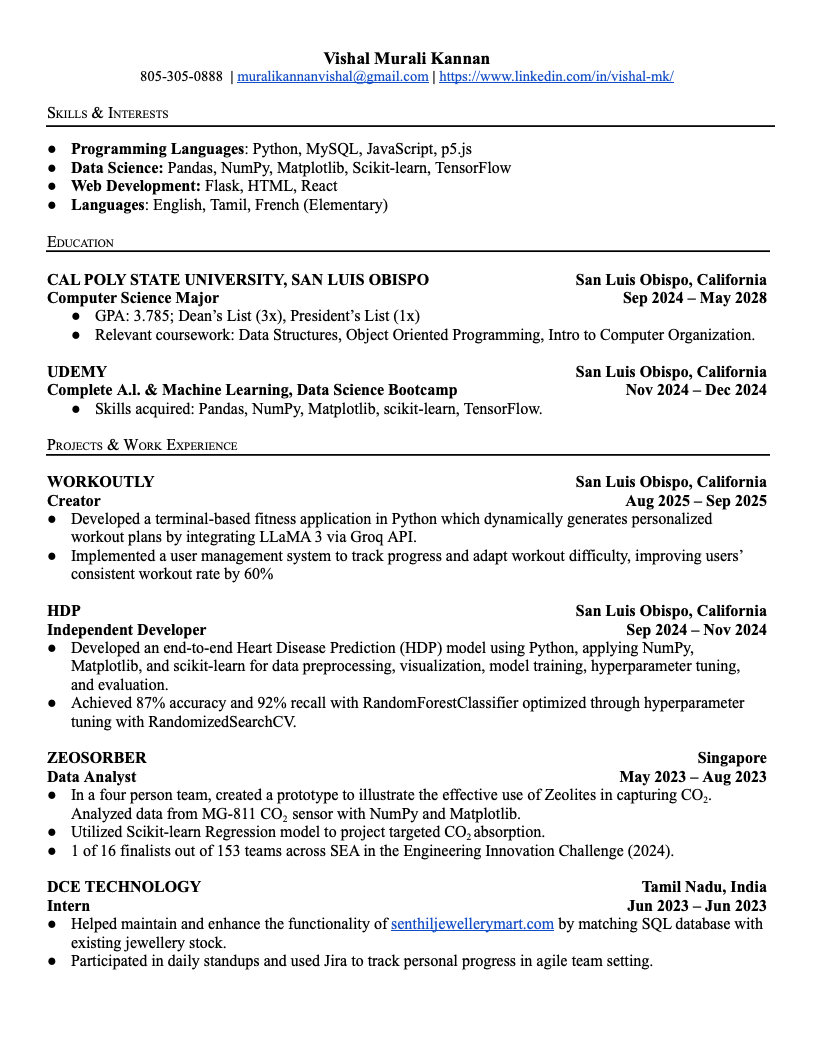 Vishal Murali Kannan
805-305-0888 | muralikannanvishal@gmail.com | https://www.linkedin.com/in/vishal-mk/
SKILLS & INTERESTS
● Programming Languages: Python, MySQL, JavaScript, p5.js
● Data Science: Pandas, NumPy, Matplotlib, Scikit-learn, TensorFlow
● Web Development: Flask, HTML, React
● Languages: English, Tamil, French (Elementary)
EDUCATION
CAL POLY STATE UNIVERSITY, SAN LUIS OBISPO San Luis Obispo, California
Computer Science Major Sep 2024 – May 2028
● GPA: 3.785; Dean’s List (3x), President’s List (1x)
● Relevant coursework: Data Structures, Object Oriented Programming, Intro to Computer Organization.
UDEMY San Luis Obispo, California
Complete A.l. & Machine Learning, Data Science Bootcamp Nov 2024 – Dec 2024
● Skills acquired: Pandas, NumPy, Matplotlib, scikit-learn, TensorFlow.
PROJECTS & WORK EXPERIENCE
WORKOUTLY San Luis Obispo, California
Creator Aug 2025 – Sep 2025
● Developed a terminal-based fitness application in Python which dynamically generates personalized
workout plans by integrating LLaMA 3 via Groq API.
● Implemented a user management system to track progress and adapt workout difficulty, improving users’
consistent workout rate by 60%
HDP San Luis Obispo, California
Independent Developer Sep 2024 – Nov 2024
● Developed an end-to-end Heart Disease Prediction (HDP) model using Python, applying NumPy,
Matplotlib, and scikit-learn for data preprocessing, visualization, model training, hyperparameter tuning,
and evaluation.
● Achieved 87% accuracy and 92% recall with RandomForestClassifier optimized through hyperparameter
tuning with RandomizedSearchCV.
ZEOSORBER Singapore
Data Analyst May 2023 – Aug 2023
● In a four person team, created a prototype to illustrate the effective use of Zeolites in capturing CO₂.
Analyzed data from MG-811 CO₂ sensor with NumPy and Matplotlib.
● Utilized Scikit-learn Regression model to project targeted CO₂ absorption.
● 1 of 16 finalists out of 153 teams across SEA in the Engineering Innovation Challenge (2024).
DCE TECHNOLOGY Tamil Nadu, India
Intern Jun 2023 – Jun 2023
● Helped maintain and enhance the functionality of senthiljewellerymart.com by matching SQL database with
existing jewellery stock.
● Participated in daily standups and used Jira to track personal progress in agile team setting.